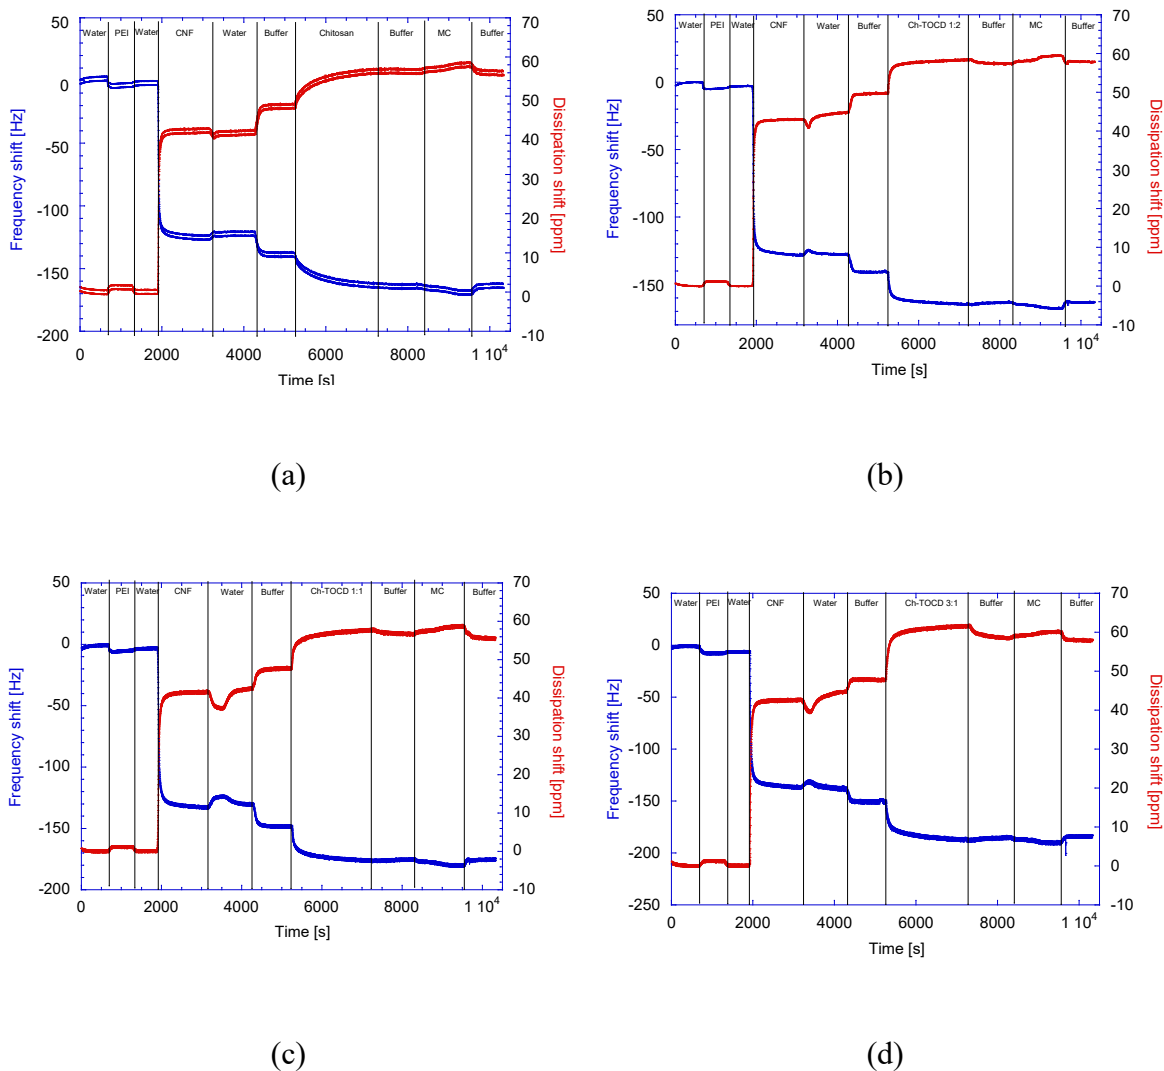 50
0
-50
-100
-150
-200
Frequency shift [Hz]
Water PEI Water CNF Water Buffer Chitosan Buffer MC Buffer
70
60
50
40
30
20
10
0
-10
Dissipation shift [ppm]
0 2000 4000 6000 8000 1 10⁴
Time [s]
(a)
50
0
-50
-100
-150
Frequency shift [Hz]
Water PEI Water CNF Water Buffer Ch-TOCD 1:2 Buffer MC Buffer
70
60
50
40
30
20
10
0
-10
Dissipation shift [ppm]
0 2000 4000 6000 8000 1 10⁴
Time [s]
(b)
50
0
-50
-100
-150
-200
Frequency shift [Hz]
Water PEI Water CNF Water Buffer Ch-TOCD 1:1 Buffer MC Buffer
70
60
50
40
30
20
10
0
-10
Dissipation shift [ppm]
0 2000 4000 6000 8000 1 10⁴
Time [s]
(c)
50
0
-50
-100
-150
-200
-250
Frequency shift [Hz]
Water PEI Water CNF Water Buffer Ch-TOCD 3:1 Buffer MC Buffer
70
60
50
40
30
20
10
0
-10
Dissipation shift [ppm]
0 2000 4000 6000 8000 1 10⁴
Time [s]
(d)